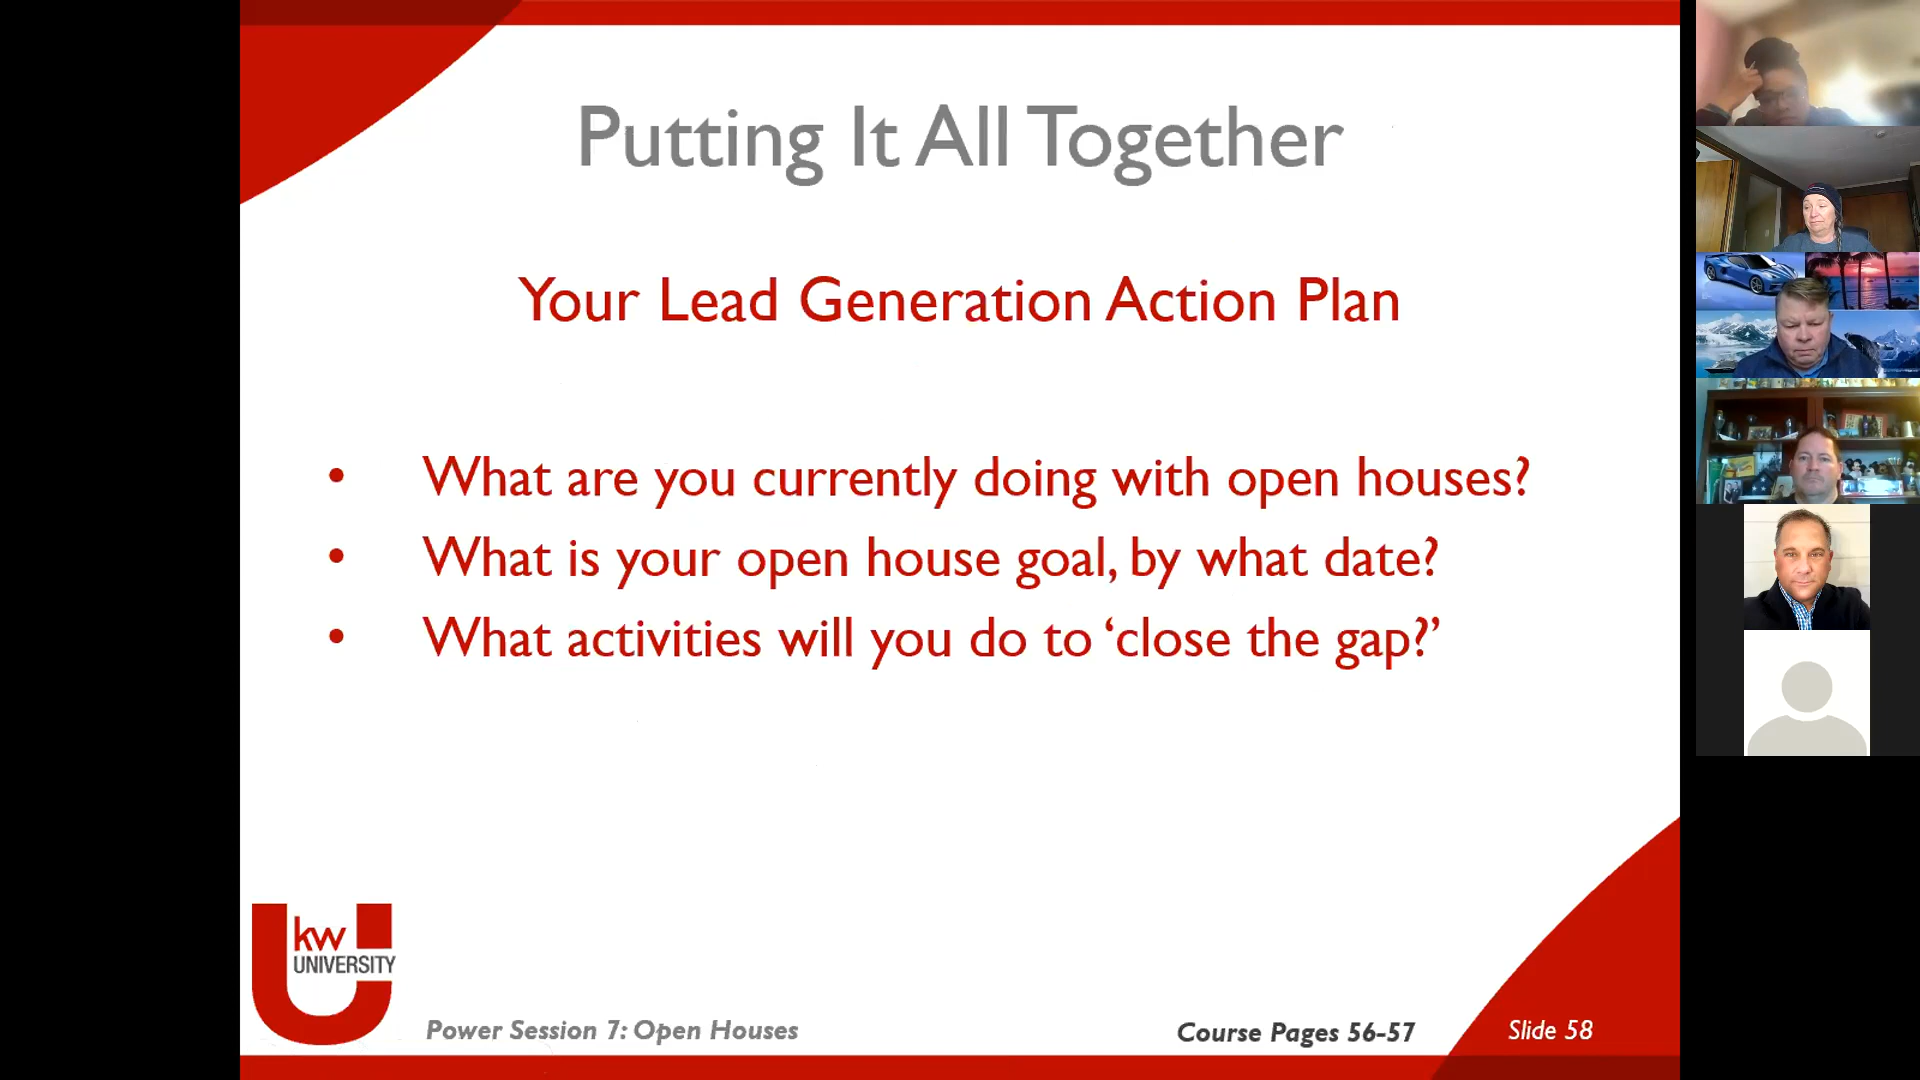 Putting It All Together
Your Lead Generation Action Plan
• What are you currently doing with open houses?
• What is your open house goal, by what date?
• What activities will you do to ‘close the gap?’
kw
UNIVERSITY
Power Session 7: Open Houses
Course Pages 56-57
Slide 58